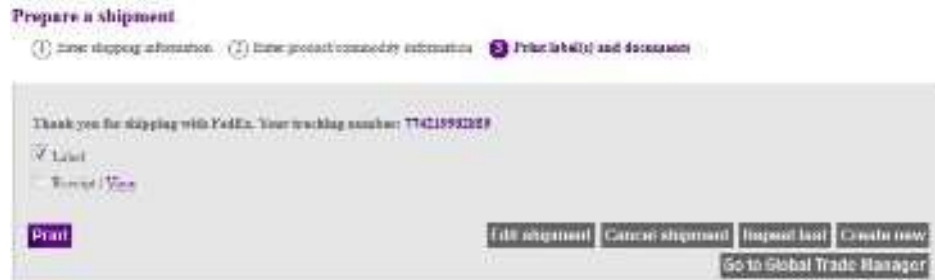 Prepare a shipment
1 Enter shipping information 2 Enter product/commodity information 3 Print label(s) and documents
Thank you for shipping with FedEx. Your tracking number:
Label
Receipt | View
Print Edit shipment Cancel shipment Repeat last Create new
Go to Global Trade Manager